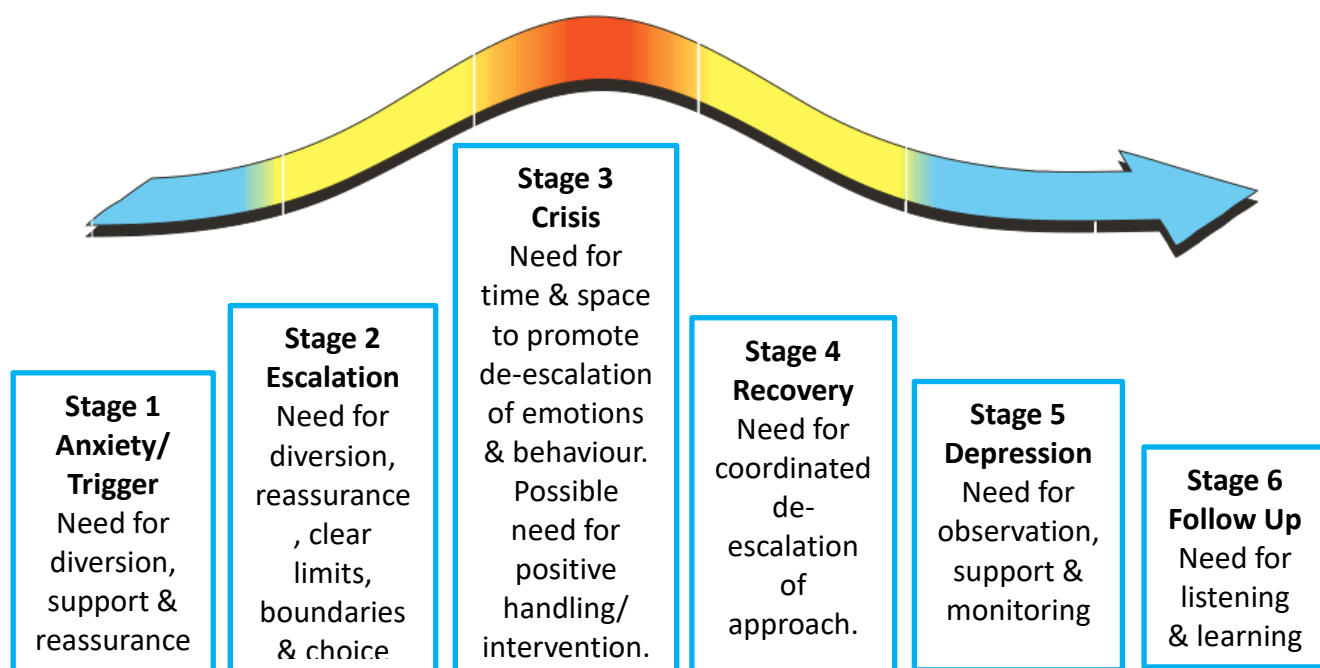 Stage 1
Anxiety/
Trigger
Need for
diversion,
support &
reassurance
Stage 2
Escalation
Need for
diversion,
reassurance
, clear
limits,
boundaries
& choice
Stage 3
Crisis
Need for
time & space
to promote
de-escalation
of emotions
& behaviour.
Possible
need for
positive
handling/
intervention.
Stage 4
Recovery
Need for
coordinated
de-
escalation
of
approach.
Stage 5
Depression
Need for
observation,
support &
monitoring
Stage 6
Follow Up
Need for
listening
& learning